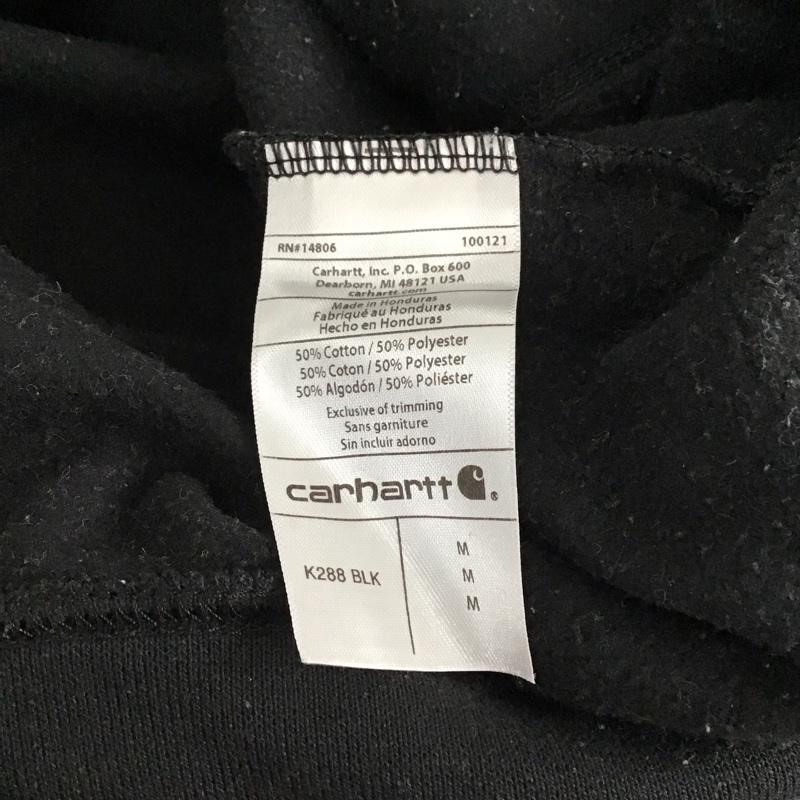 RN#14806 100121
Carhartt, Inc. P.O. Box 600
Dearborn, MI 48121 USA
carhartt.com
Made in Honduras
Fabriqué au Honduras
Hecho en Honduras
50% Cotton / 50% Polyester
50% Coton / 50% Polyester
50% Algodón / 50% Poliéster
Exclusive of trimming
Sans garniture
Sin incluir adorno
carhartt ®
K288 BLK
M
M
M